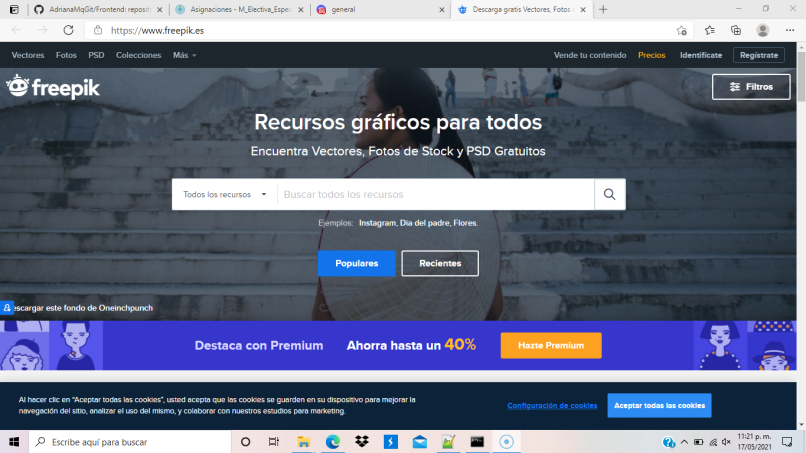 AdrianaMqGit/Frontend: reposit
Asignaciones - M_Electiva_Espec
general
Descarga gratis Vectores, Fotos d
https://www.freepik.es
Vectores Fotos PSD Colecciones Más
Vende tu contenido Precios Identifícate Regístrate
freepik
Filtros
Recursos gráficos para todos
Encuentra Vectores, Fotos de Stock y PSD Gratuitos
Todos los recursos Buscar todos los recursos
Ejemplos: Instagram, Dia del padre, Flores.
Populares Recientes
escargar este fondo de Oneinchpunch
Destaca con Premium Ahorra hasta un 40% Hazte Premium
Al hacer clic en “Aceptar todas las cookies”, usted acepta que las cookies se guarden en su dispositivo para mejorar la
navegación del sitio, analizar el uso del mismo, y colaborar con nuestros estudios para marketing.
Configuración de cookies Aceptar todas las cookies
Escribe aquí para buscar
11:21 p. m.
17/05/2021